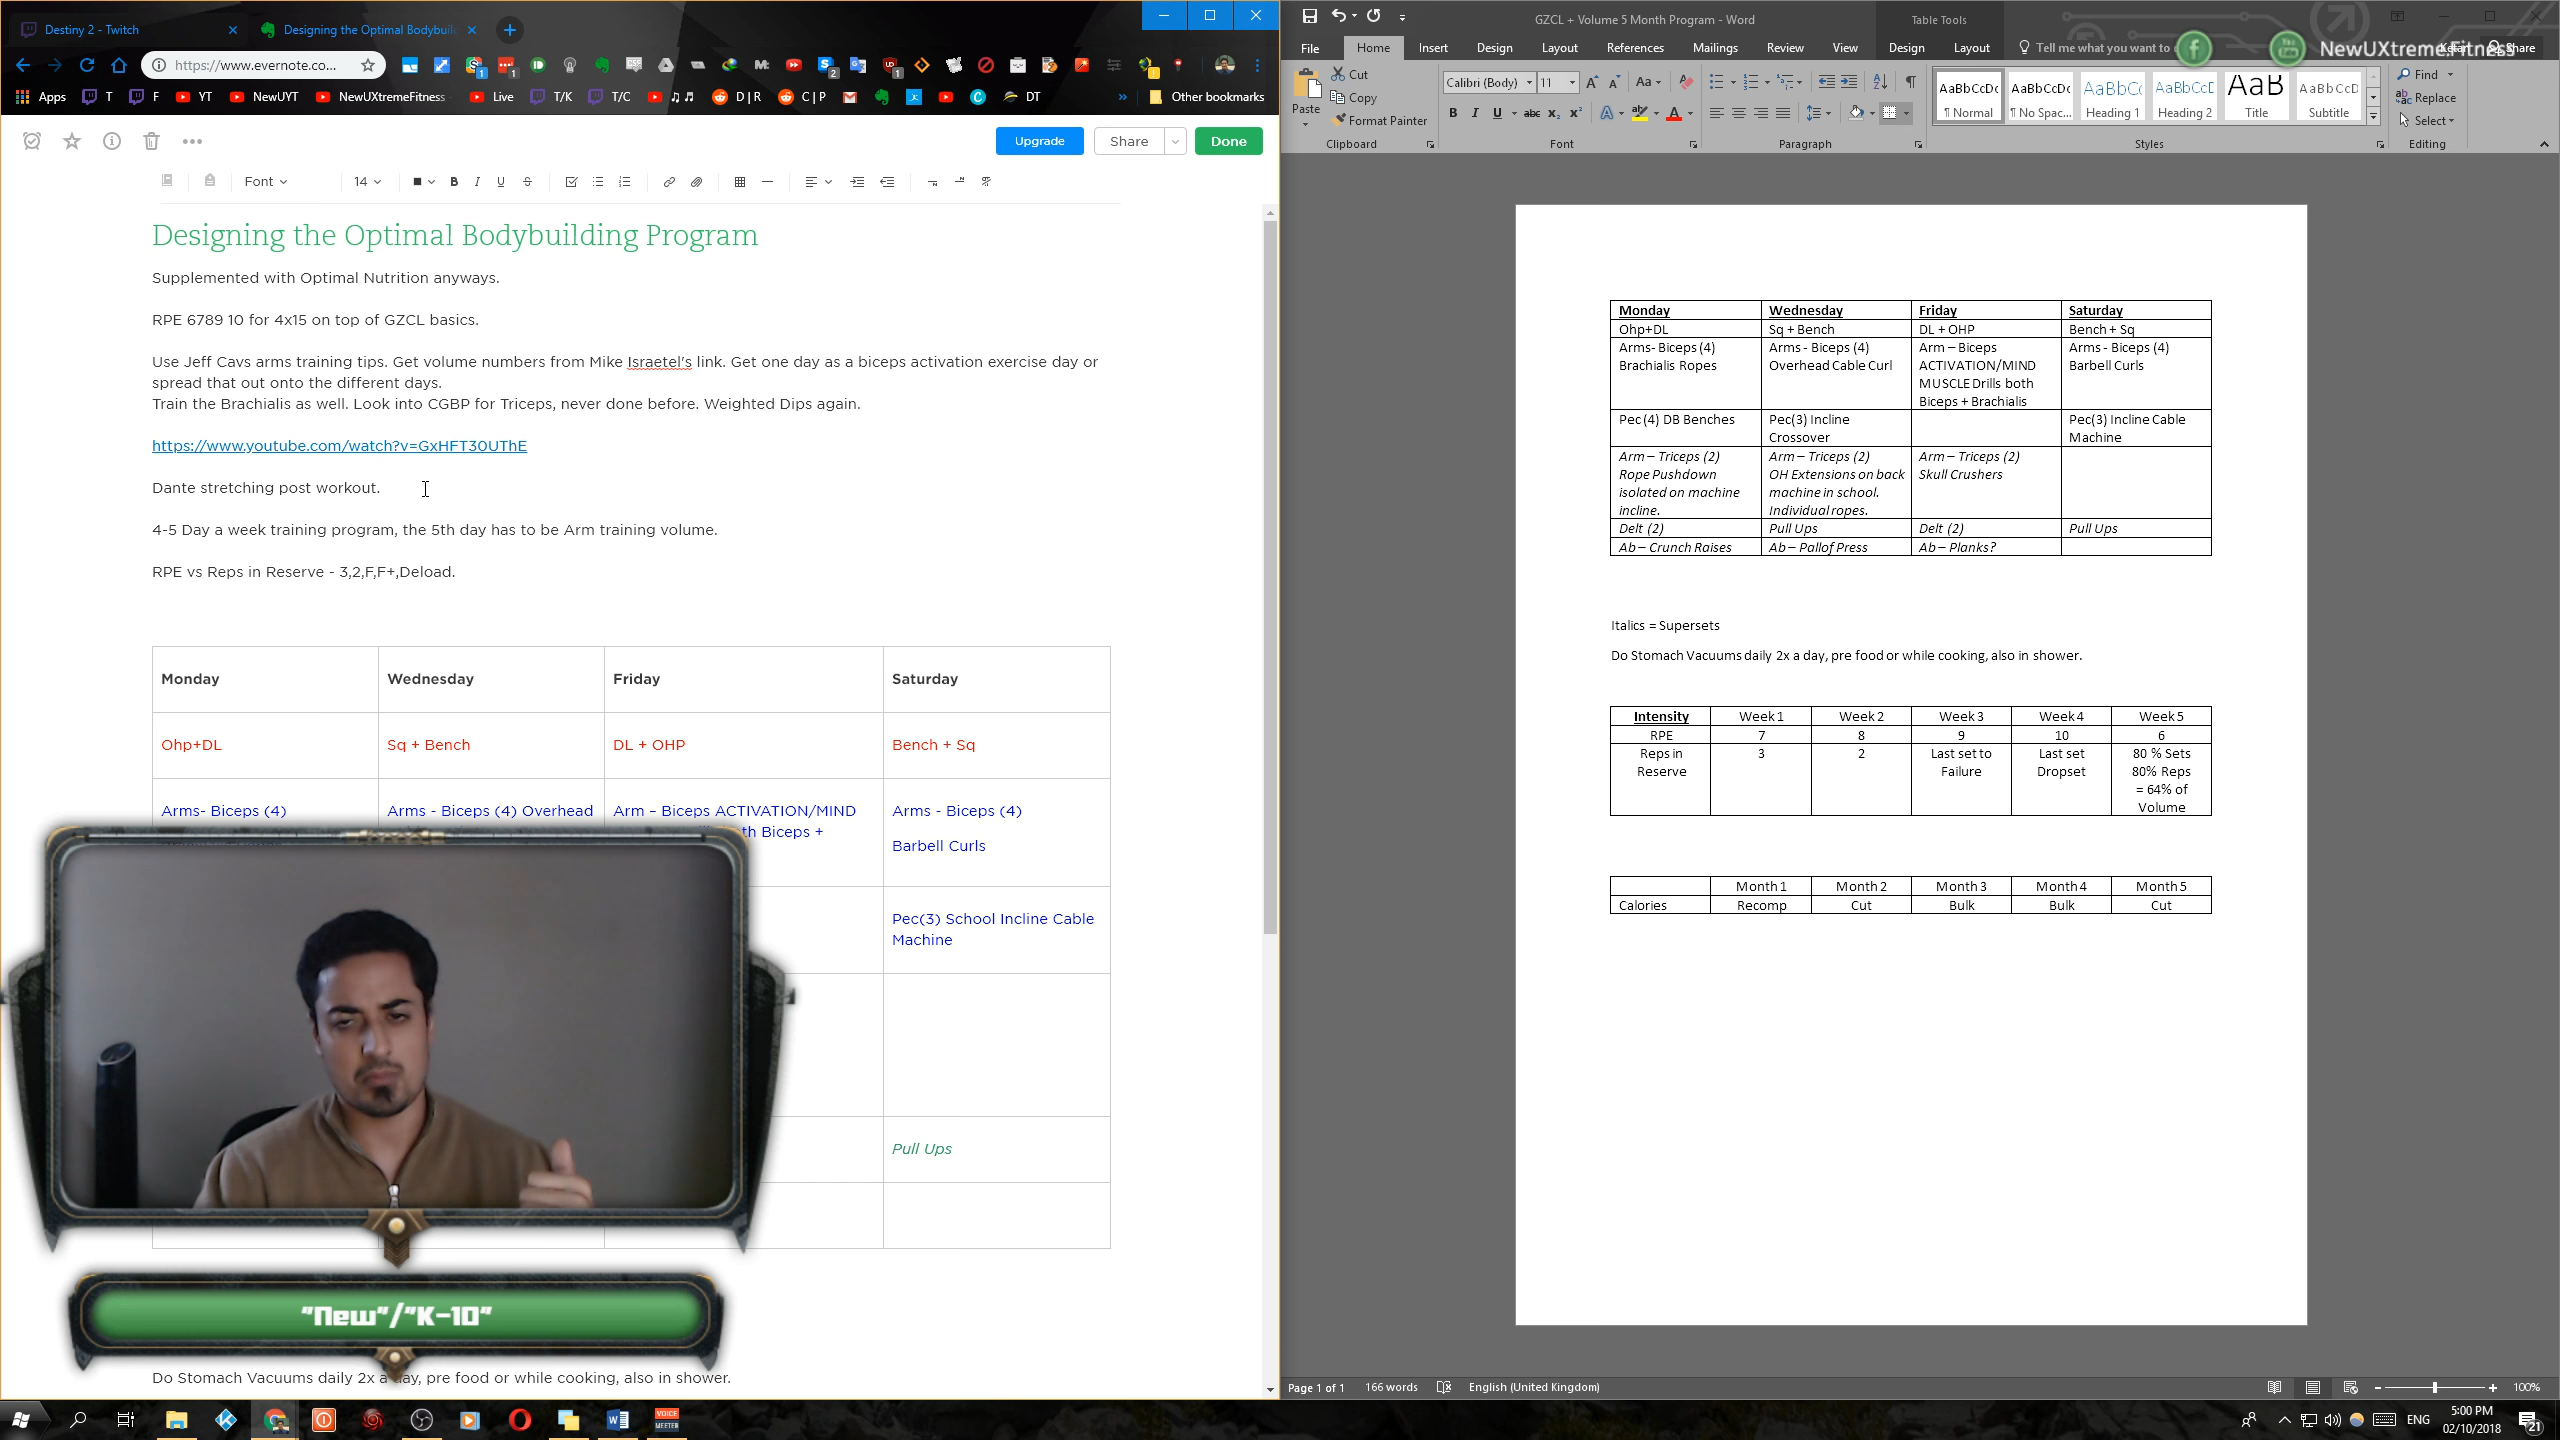 Destiny 2 - Twitch
Designing the Optimal Bodybuil
https://www.evernote.co...
Apps T F YT NewUYT NewUXtremeFitness Live T/K T/C D|R C|P DT » Other bookmarks
Upgrade Share Done
Font 14 B I U S
Designing the Optimal Bodybuilding Program
Supplemented with Optimal Nutrition anyways.
RPE 6789 10 for 4x15 on top of GZCL basics.
Use Jeff Cavs arms training tips. Get volume numbers from Mike Israetel's link. Get one day as a biceps activation exercise day or
spread that out onto the different days.
Train the Brachialis as well. Look into CGBP for Triceps, never done before. Weighted Dips again.
https://www.youtube.com/watch?v=GxHFT30UThE
Dante stretching post workout.
4-5 Day a week training program, the 5th day has to be Arm training volume.
RPE vs Reps in Reserve - 3,2,F,F+,Deload.
Monday Wednesday Friday Saturday
Ohp+DL Sq + Bench DL + OHP Bench + Sq
Arms- Biceps (4) Arms - Biceps (4) Overhead Arm – Biceps ACTIVATION/MIND Arms - Biceps (4)
th Biceps +
Barbell Curls
Pec(3) School Incline Cable
Machine
Pull Ups
"New"/"K-10"
Do Stomach Vacuums daily 2x a day, pre food or while cooking, also in shower.
GZCL + Volume 5 Month Program - Word
Table Tools
File Home Insert Design Layout References Mailings Review View Design Layout Tell me what you want to Share
NewUXtreme.Fitness
Paste
Cut
Copy
Format Painter
Clipboard
Calibri (Body) 11
B I U abc
Font
Paragraph
AaBbCcDc AaBbCcDc AaBbC AaBbCcE AaB AaBbCcD
¶ Normal ¶ No Spac... Heading 1 Heading 2 Title Subtitle
Styles
Find
Replace
Select
Editing
Monday Wednesday Friday Saturday
Ohp+DL Sq + Bench DL + OHP Bench + Sq
Arms- Biceps (4) Arms - Biceps (4) Arm – Biceps Arms - Biceps (4)
Brachialis Ropes Overhead Cable Curl ACTIVATION/MIND Barbell Curls
MUSCLE Drills both
Biceps + Brachialis
Pec (4) DB Benches Pec(3) Incline Pec(3) Incline Cable
Crossover Machine
Arm – Triceps (2) Arm – Triceps (2) Arm – Triceps (2)
Rope Pushdown OH Extensions on back Skull Crushers
isolated on machine machine in school.
incline. Individual ropes.
Delt (2) Pull Ups Delt (2) Pull Ups
Ab – Crunch Raises Ab – Pallof Press Ab – Planks?
Italics = Supersets
Do Stomach Vacuums daily 2x a day, pre food or while cooking, also in shower.
Intensity Week 1 Week 2 Week 3 Week 4 Week 5
RPE 7 8 9 10 6
Reps in 3 2 Last set to Last set 80 % Sets
Reserve Failure Dropset 80% Reps
= 64% of
Volume
Month 1 Month 2 Month 3 Month 4 Month 5
Calories Recomp Cut Bulk Bulk Cut
Page 1 of 1 166 words English (United Kingdom) 100%
VOICE
MEETER
ENG
5:00 PM
02/10/2018
21